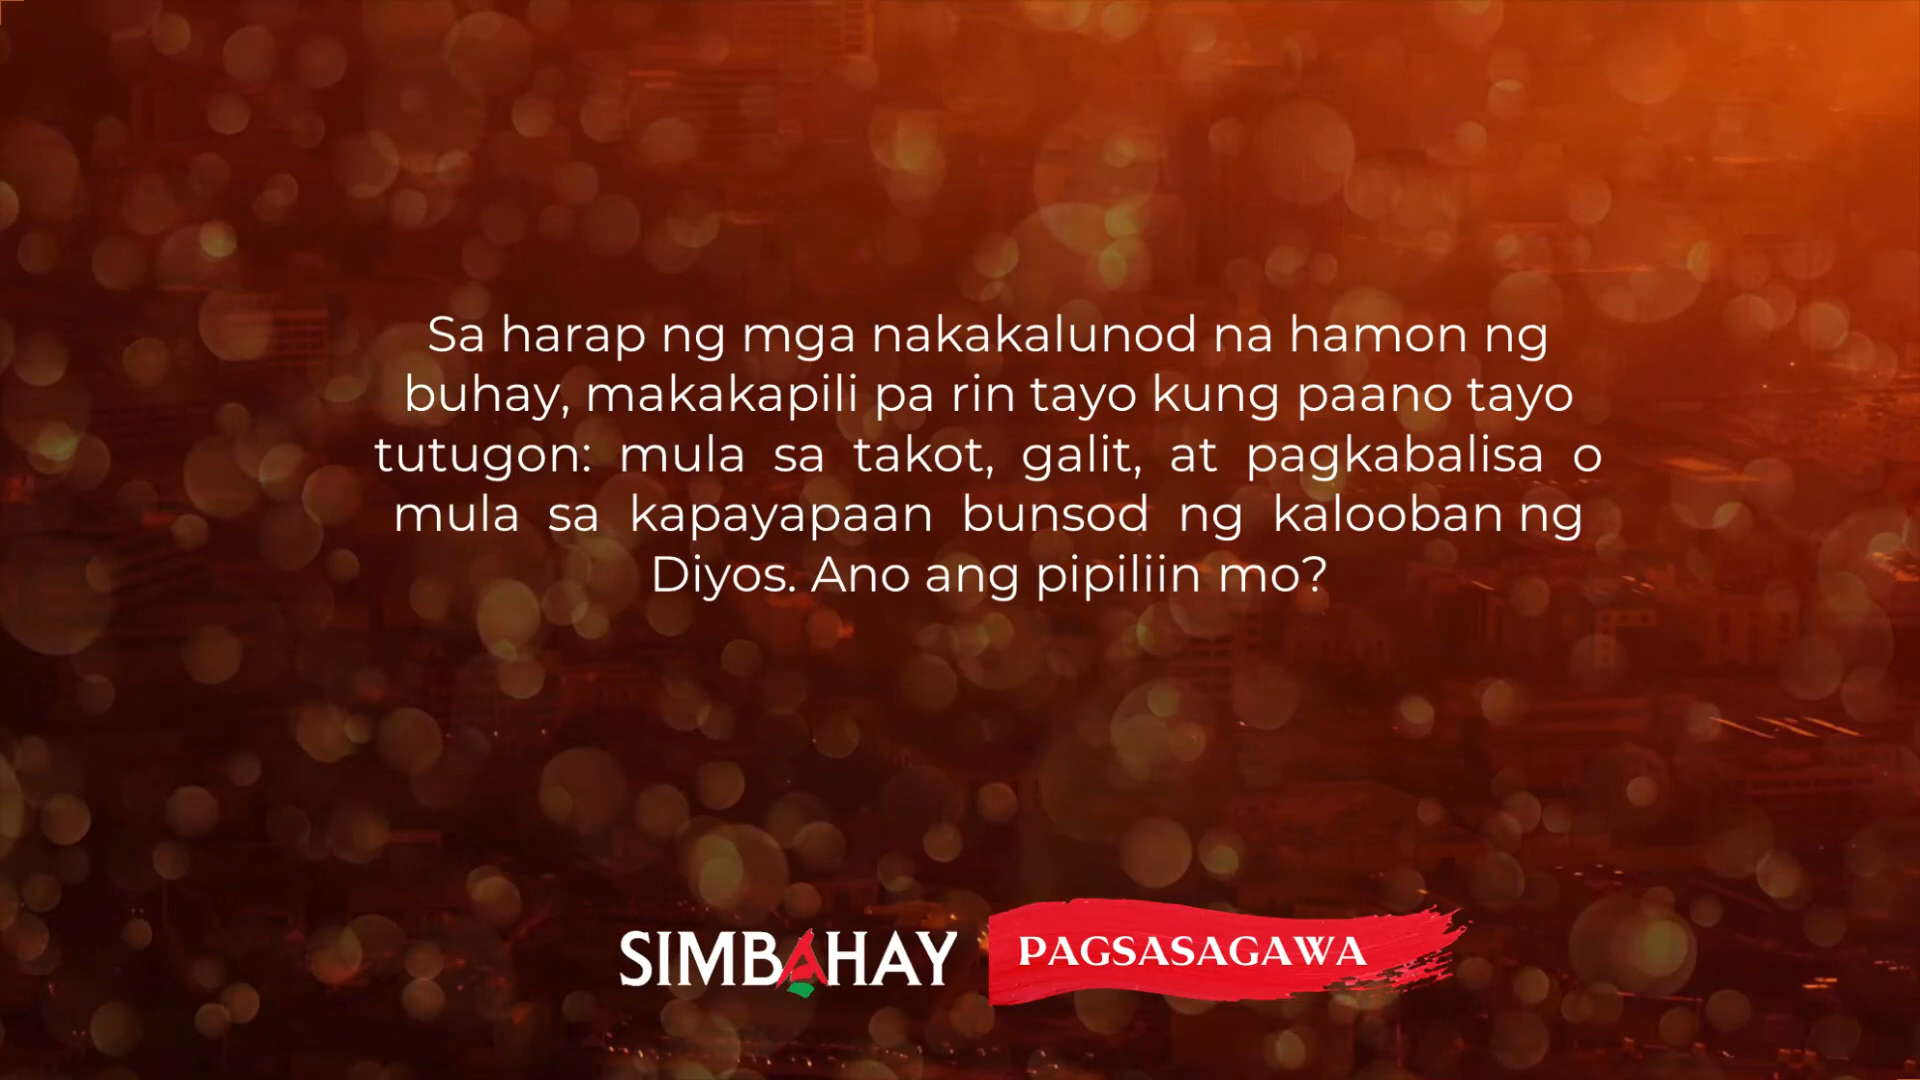 Sa harap ng mga nakakalunod na hamon ng
buhay, makakapili pa rin tayo kung paano tayo
tutugon: mula sa takot, galit, at pagkabalisa o
mula sa kapayapaan bunsod ng kalooban ng
Diyos. Ano ang pipiliin mo?
SIMBAHAY PAGSASAGAWA